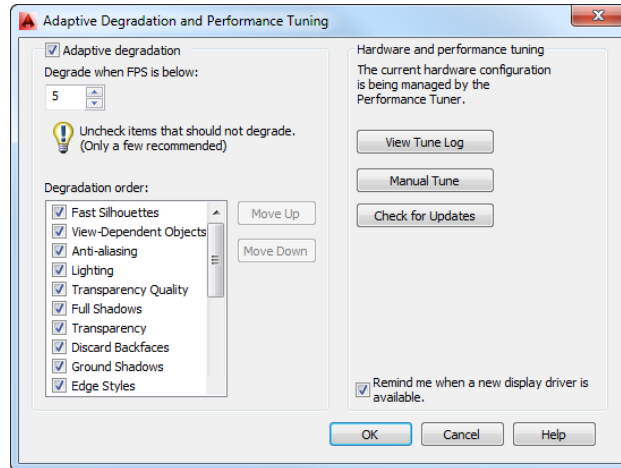 Adaptive Degradation and Performance Tuning
Adaptive degradation
Degrade when FPS is below:
5
Uncheck items that should not degrade.
(Only a few recommended)
Degradation order:
Fast Silhouettes
View-Dependent Objects
Anti-aliasing
Lighting
Transparency Quality
Full Shadows
Transparency
Discard Backfaces
Ground Shadows
Edge Styles
Move Up
Move Down
Hardware and performance tuning
The current hardware configuration
is being managed by the
Performance Tuner.
View Tune Log
Manual Tune
Check for Updates
Remind me when a new display driver is
available.
OK
Cancel
Help